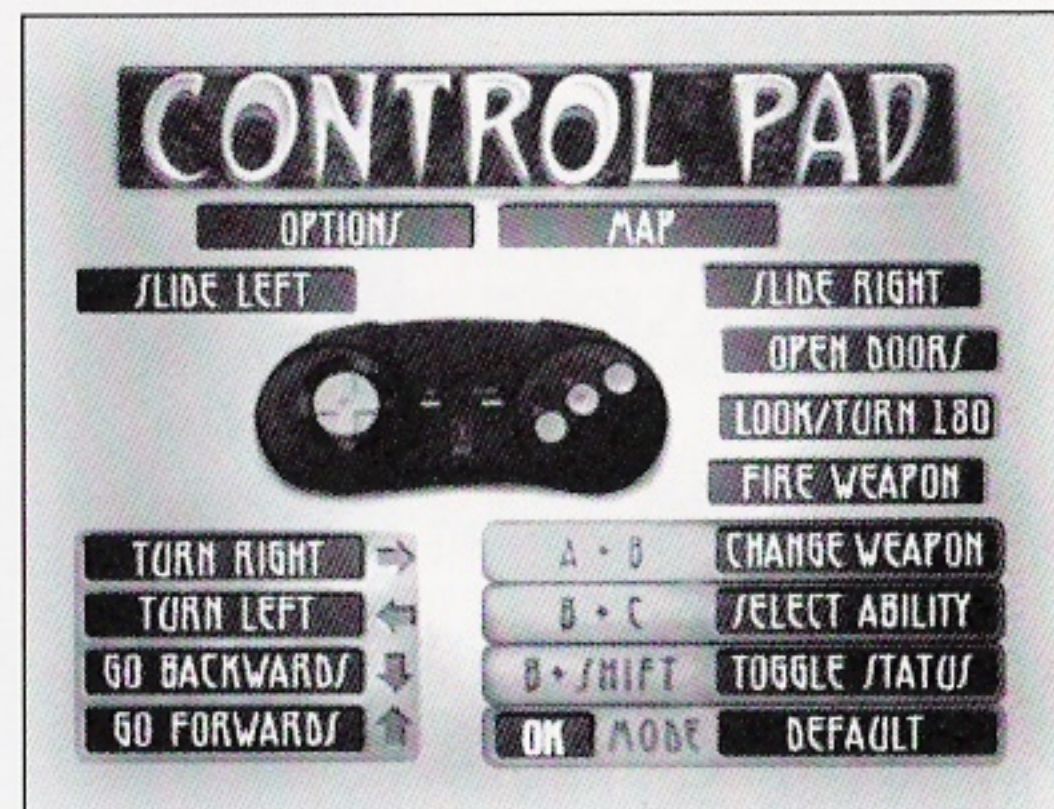 CONTROL PAD
OPTIONS MAP
SLIDE LEFT
SLIDE RIGHT
OPEN DOORS
LOOK/TURN 180
FIRE WEAPON
TURN RIGHT
TURN LEFT
GO BACKWARDS
GO FORWARDS
A + B CHANGE WEAPON
B + C SELECT ABILITY
B + SHIFT TOGGLE STATUS
OK MODE DEFAULT